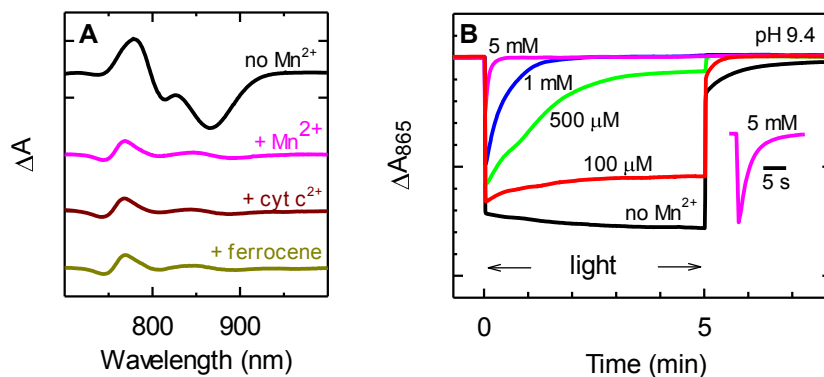 A
no Mn²⁺
+ Mn²⁺
+ cyt c²⁺
+ ferrocene
ΔA
800 900
Wavelength (nm)
B
5 mM
pH 9.4
1 mM
500 µM
5 mM
5 s
100 µM
no Mn²⁺
light
ΔA₈₆₅
0 5
Time (min)